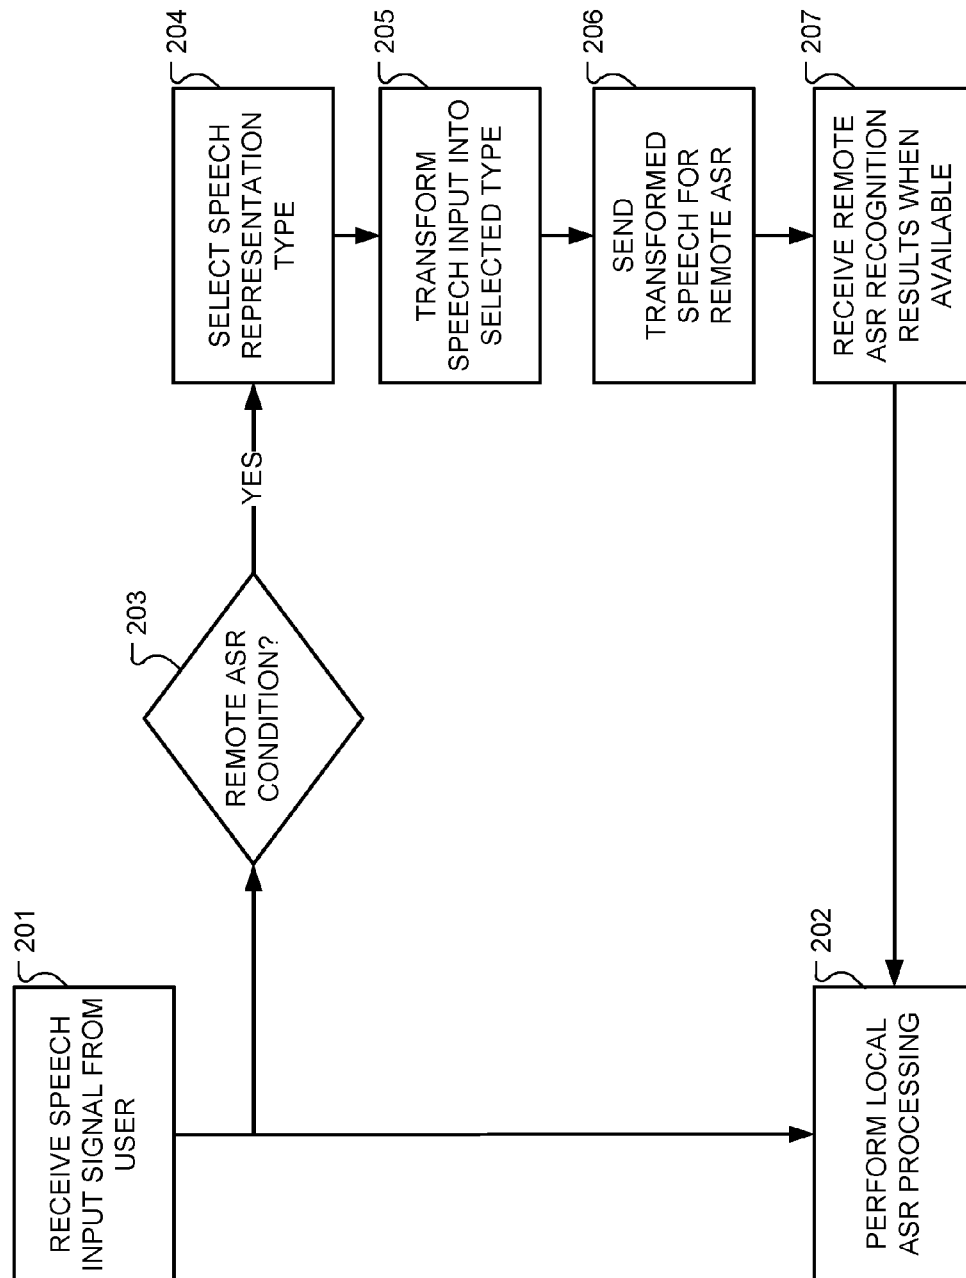 201
RECEIVE SPEECH
INPUT SIGNAL FROM
USER
202
PERFORM LOCAL
ASR PROCESSING
203
REMOTE ASR
CONDITION?
YES
204
SELECT SPEECH
REPRESENTATION
TYPE
205
TRANSFORM
SPEECH INPUT INTO
SELECTED TYPE
206
SEND
TRANSFORMED
SPEECH FOR
REMOTE ASR
207
RECEIVE REMOTE
ASR RECOGNITION
RESULTS WHEN
AVAILABLE